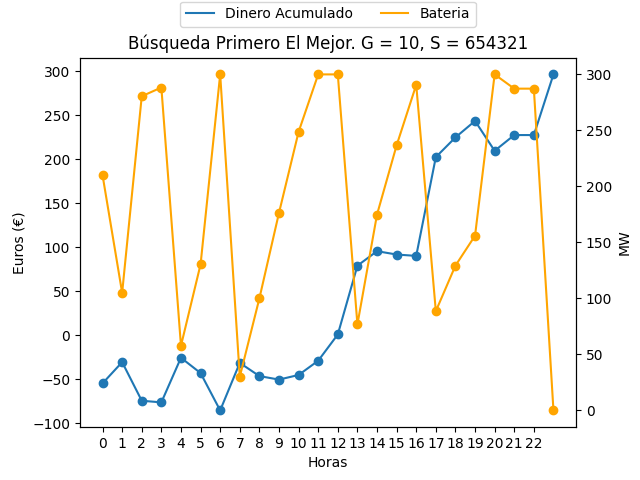 Dinero Acumulado
Bateria
Búsqueda Primero El Mejor. G = 10, S = 654321
300
250
200
150
100
50
0
−50
−100
Euros (€)
300
250
200
150
100
50
0
MW
0 1 2 3 4 5 6 7 8 9 10 11 12 13 14 15 16 17 18 19 20 21 22
Horas